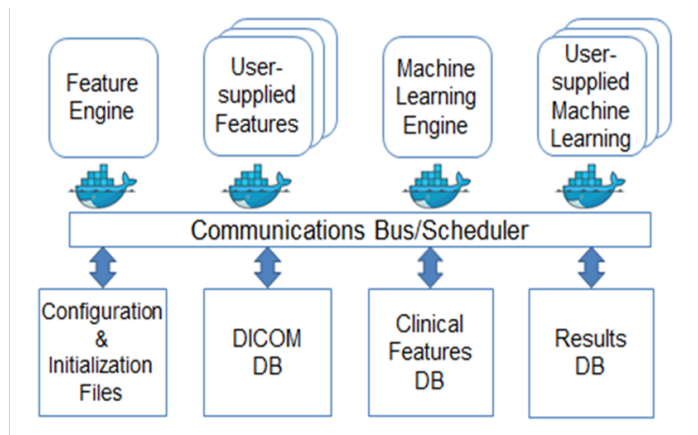 Feature
Engine
User-
supplied
Features
Machine
Learning
Engine
User-
supplied
Machine
Learning
Communications Bus/Scheduler
Configuration
&
Initialization
Files
DICOM
DB
Clinical
Features
DB
Results
DB